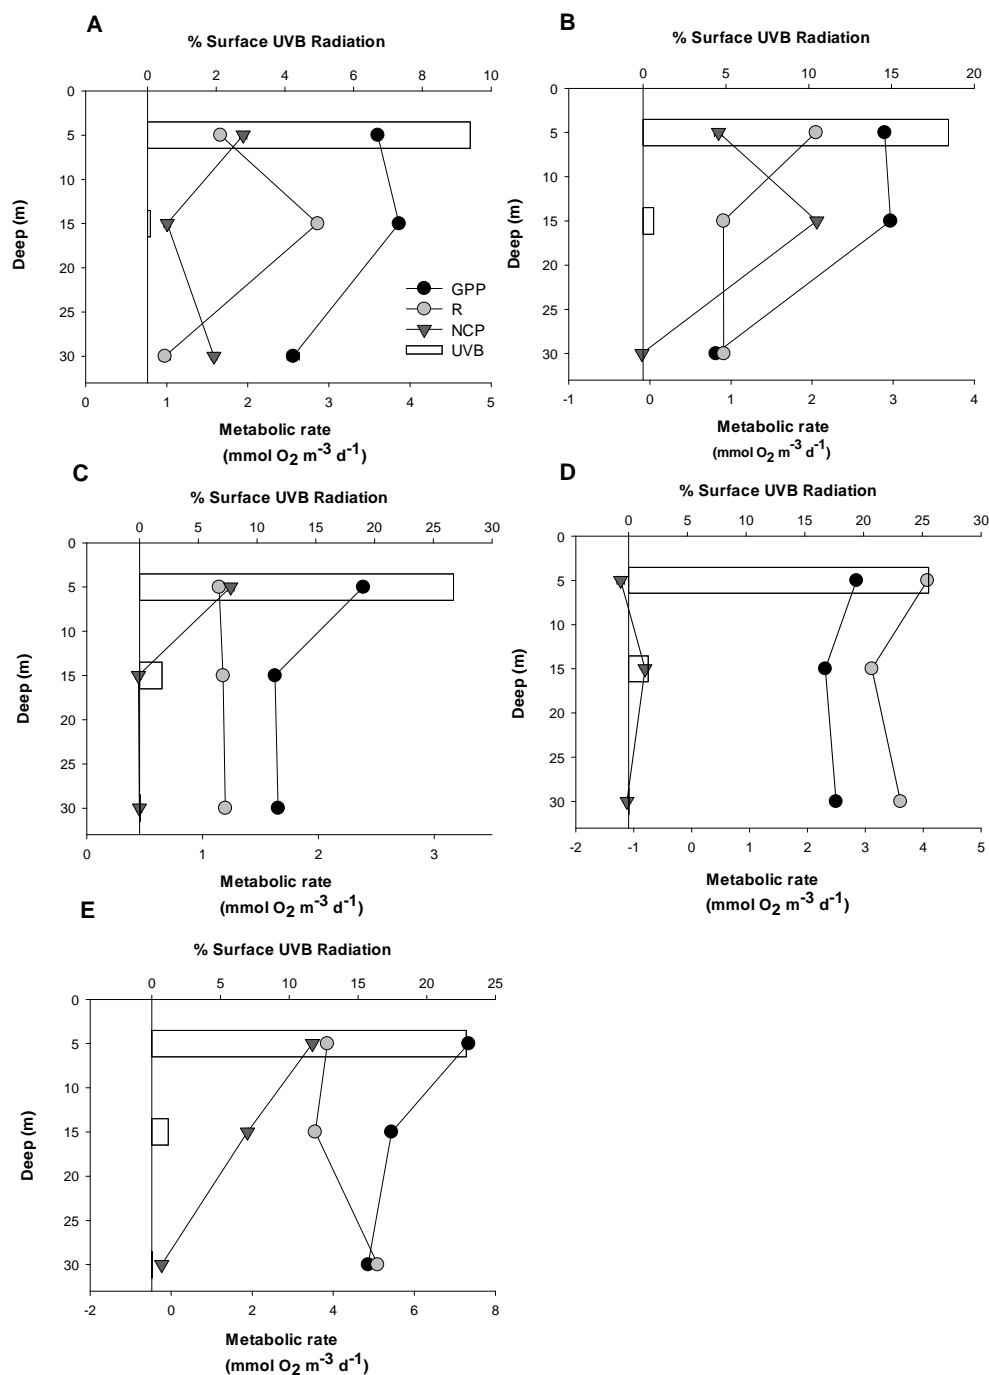 A
% Surface UVB Radiation
0 2 4 6 8 10
0
5
10
15
20
25
30
Deep (m)
GPP
R
NCP
UVB
0 1 2 3 4 5
Metabolic rate
(mmol O2 m-3 d-1)
B
% Surface UVB Radiation
0 5 10 15 20
0
5
10
15
20
25
30
Deep (m)
-1 0 1 2 3 4
Metabolic rate
(mmol O2 m-3 d-1)
C
% Surface UVB Radiation
0 5 10 15 20 25 30
0
5
10
15
20
25
30
Deep (m)
0 1 2 3
Metabolic rate
(mmol O2 m-3 d-1)
D
% Surface UVB Radiation
0 5 10 15 20 25 30
0
5
10
15
20
25
30
Deep (m)
-2 -1 0 1 2 3 4 5
Metabolic rate
(mmol O2 m-3 d-1)
E
% Surface UVB Radiation
0 5 10 15 20 25
0
5
10
15
20
25
30
Deep (m)
-2 0 2 4 6 8
Metabolic rate
(mmol O2 m-3 d-1)